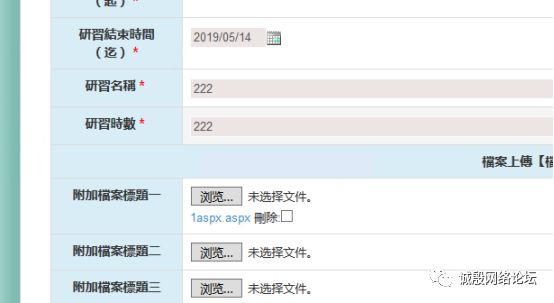 （起） *
研習結束時間
（迄） *
2019/05/14
研習名稱 *
222
研習時數 *
222
檔案上傳【檔
附加檔案標題一
浏览... 未选择文件。
1aspx.aspx 刪除:
附加檔案標題二
浏览... 未选择文件。
附加檔案標題三
浏览... 未选择文件。
诚殷网络论坛